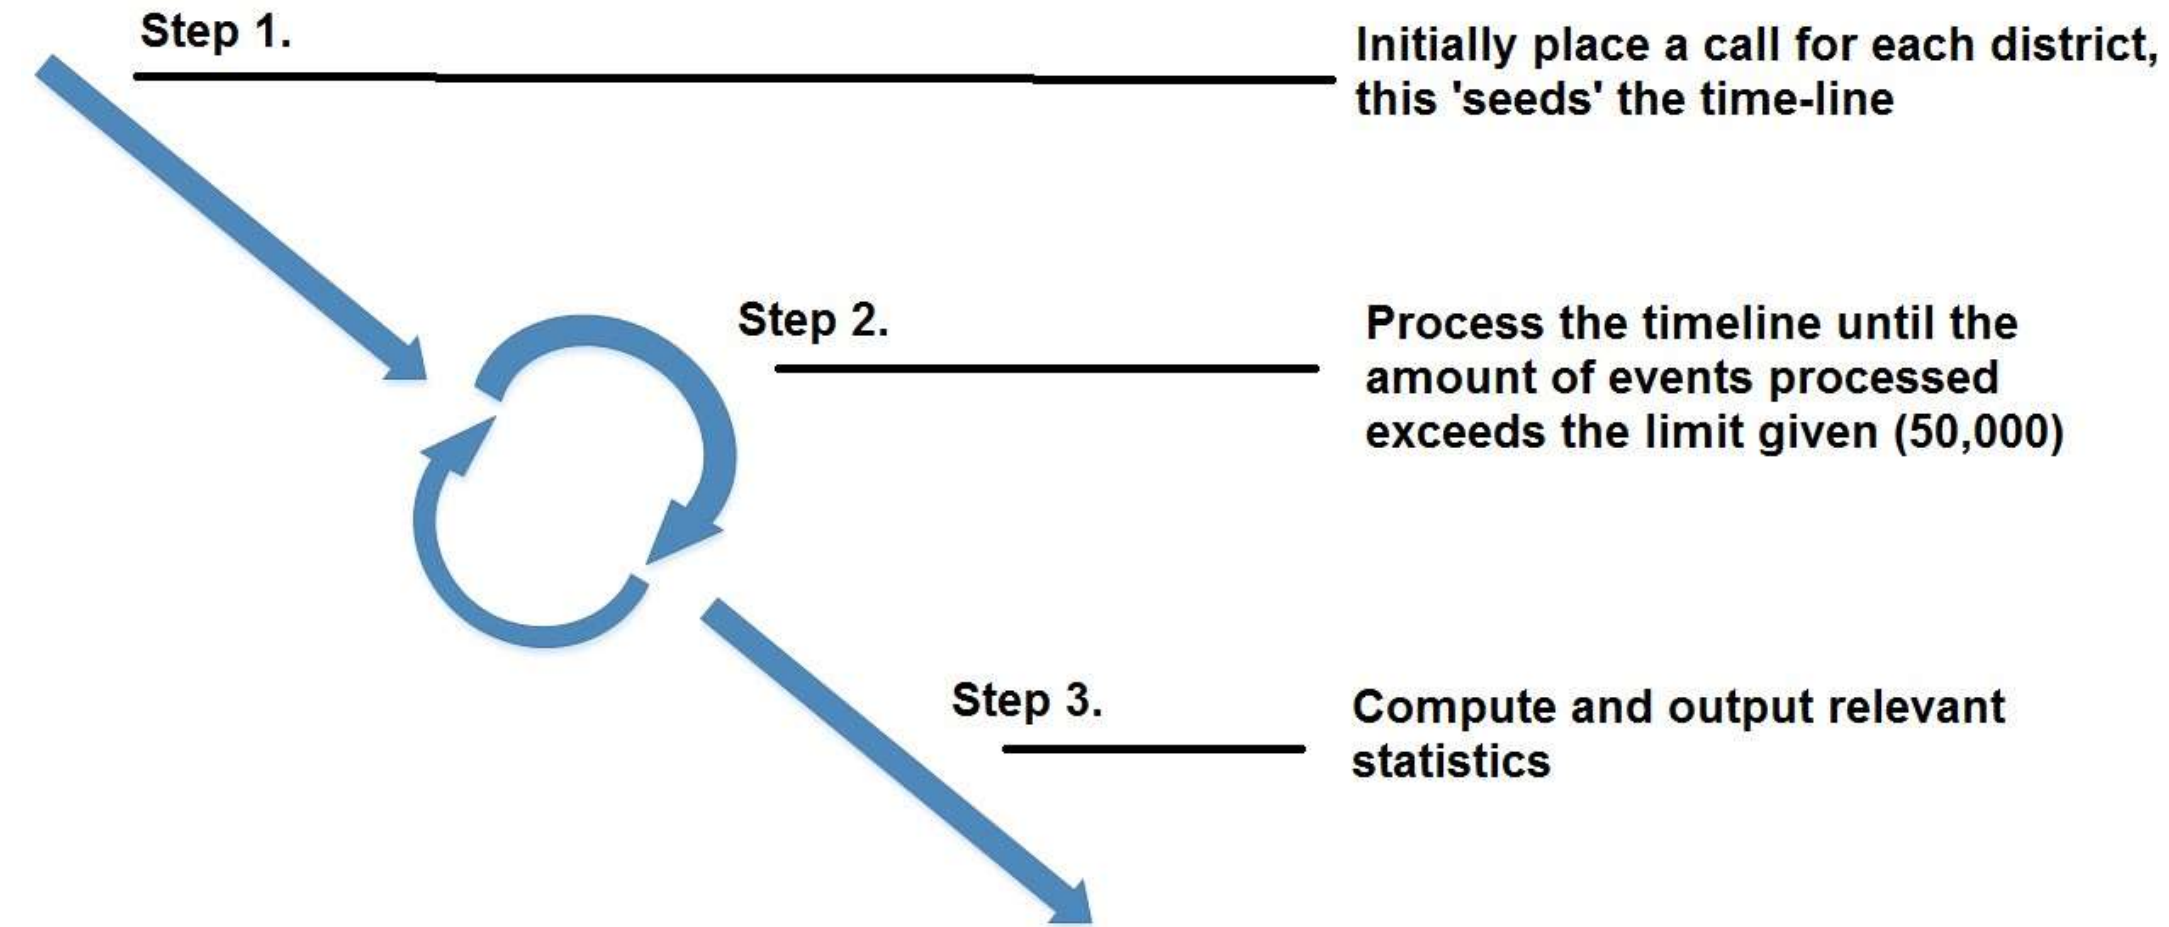 Step 1.
Initially place a call for each district,
this 'seeds' the time-line
Step 2.
Process the timeline until the
amount of events processed
exceeds the limit given (50,000)
Step 3.
Compute and output relevant
statistics